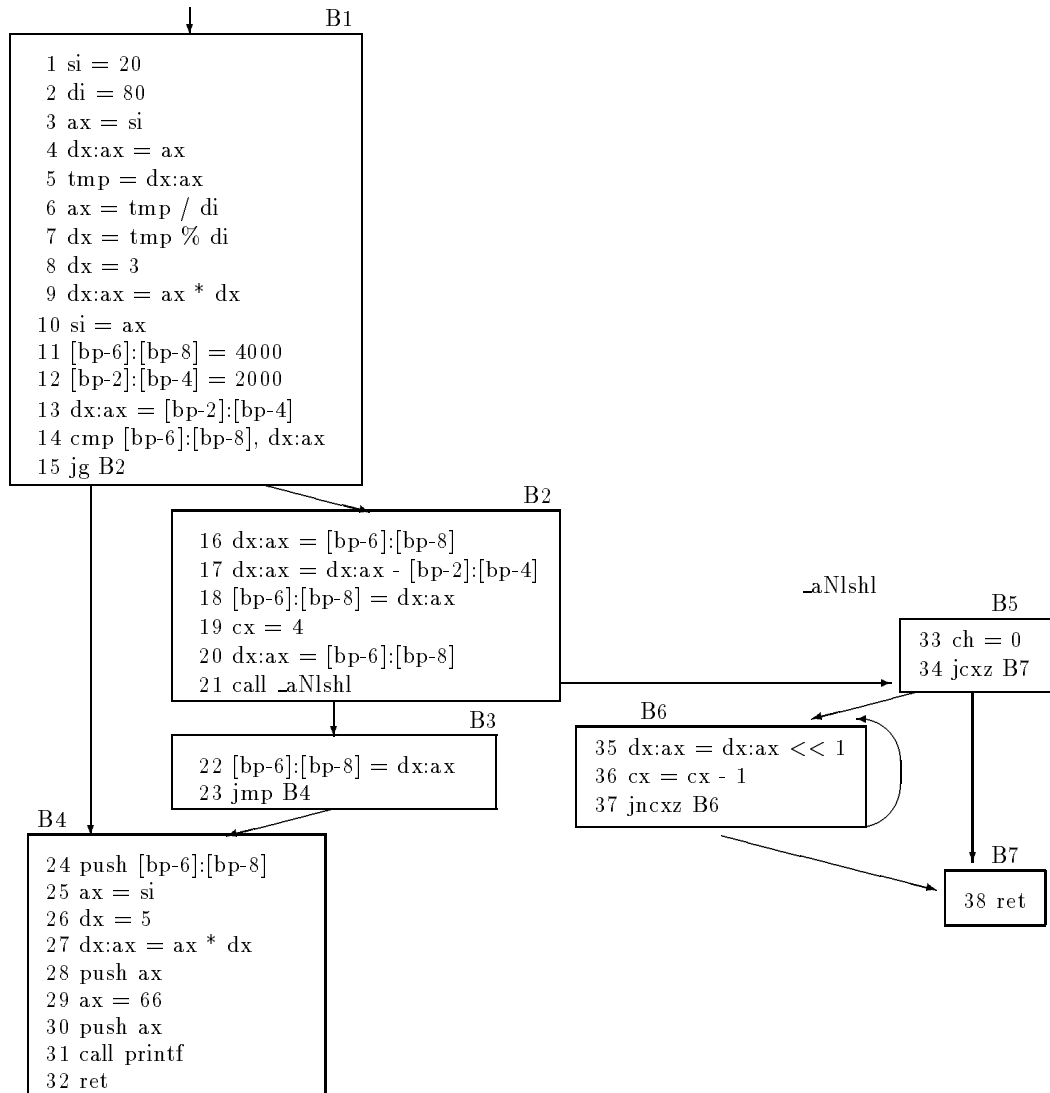 B1
1 si = 20
2 di = 80
3 ax = si
4 dx:ax = ax
5 tmp = dx:ax
6 ax = tmp / di
7 dx = tmp % di
8 dx = 3
9 dx:ax = ax * dx
10 si = ax
11 [bp-6]:[bp-8] = 4000
12 [bp-2]:[bp-4] = 2000
13 dx:ax = [bp-2]:[bp-4]
14 cmp [bp-6]:[bp-8], dx:ax
15 jg B2
B2
16 dx:ax = [bp-6]:[bp-8]
17 dx:ax = dx:ax - [bp-2]:[bp-4]
18 [bp-6]:[bp-8] = dx:ax
19 cx = 4
20 dx:ax = [bp-6]:[bp-8]
21 call _aNlshl
B3
22 [bp-6]:[bp-8] = dx:ax
23 jmp B4
B4
24 push [bp-6]:[bp-8]
25 ax = si
26 dx = 5
27 dx:ax = ax * dx
28 push ax
29 ax = 66
30 push ax
31 call printf
32 ret
_aNlshl
B5
33 ch = 0
34 jcxz B7
B6
35 dx:ax = dx:ax << 1
36 cx = cx - 1
37 jncxz B6
B7
38 ret